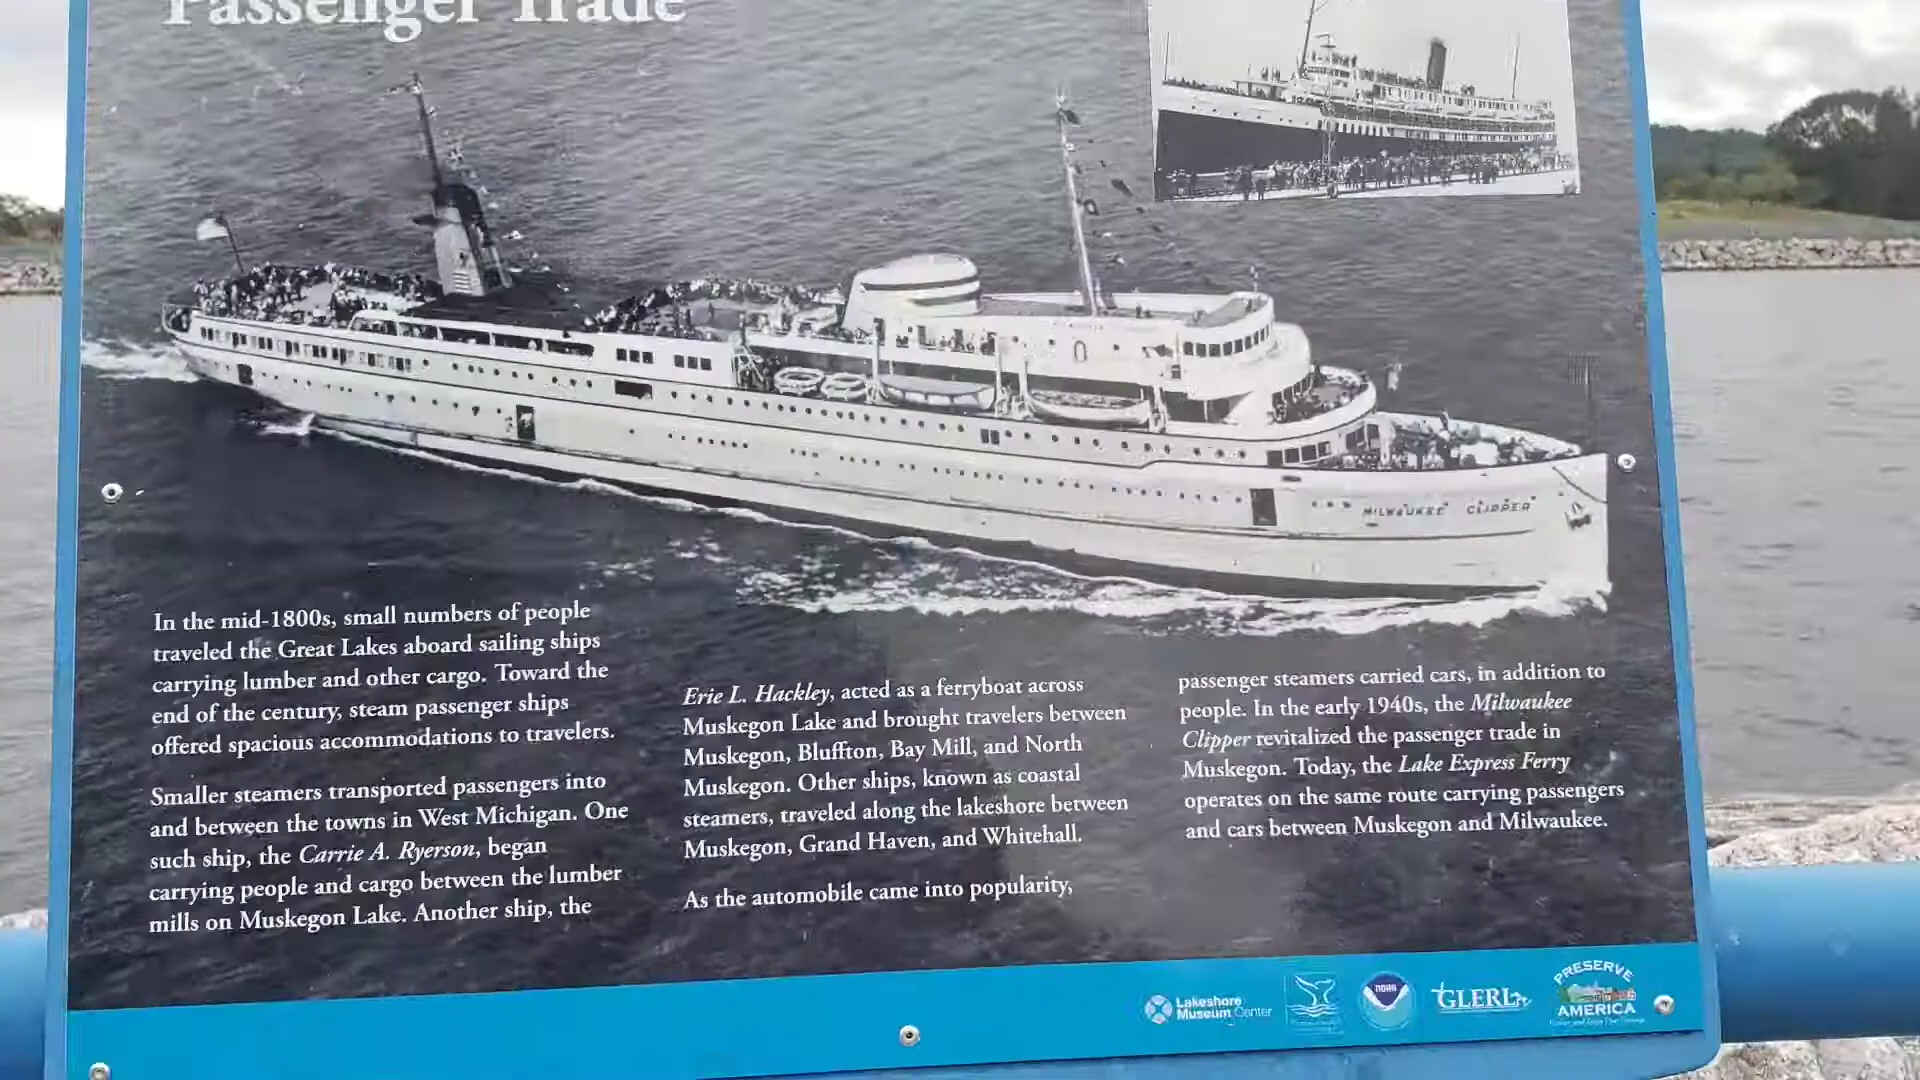 Passenger Trade
MILWAUKEE CLIPPER
In the mid-1800s, small numbers of people
traveled the Great Lakes aboard sailing ships
carrying lumber and other cargo. Toward the
end of the century, steam passenger ships
offered spacious accommodations to travelers.
Smaller steamers transported passengers into
and between the towns in West Michigan. One
such ship, the Carrie A. Ryerson, began
carrying people and cargo between the lumber
mills on Muskegon Lake. Another ship, the
Erie L. Hackley, acted as a ferryboat across
Muskegon Lake and brought travelers between
Muskegon, Bluffton, Bay Mill, and North
Muskegon. Other ships, known as coastal
steamers, traveled along the lakeshore between
Muskegon, Grand Haven, and Whitehall.
As the automobile came into popularity,
passenger steamers carried cars, in addition to
people. In the early 1940s, the Milwaukee
Clipper revitalized the passenger trade in
Muskegon. Today, the Lake Express Ferry
operates on the same route carrying passengers
and cars between Muskegon and Milwaukee.
Lakeshore
Museum Center
NOAA
GLERL
PRESERVE
AMERICA